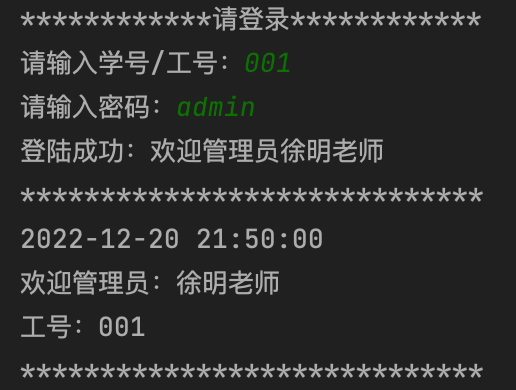 ************请登录************
请输入学号/工号：001
请输入密码：admin
登陆成功：欢迎管理员徐明老师
*****************************
2022-12-20 21:50:00
欢迎管理员：徐明老师
工号：001
*****************************